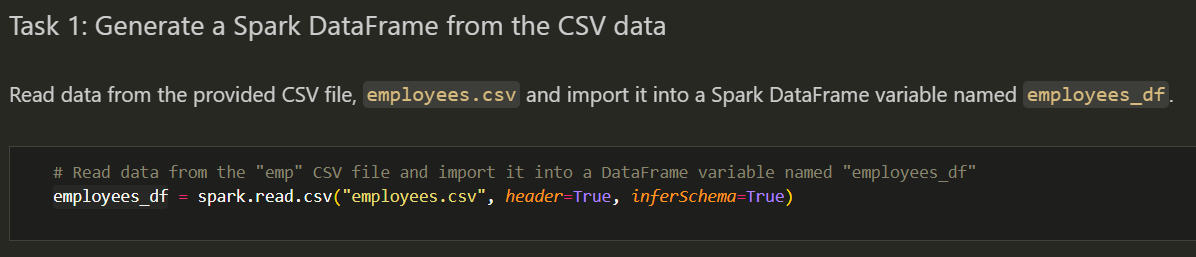 Task 1: Generate a Spark DataFrame from the CSV data
Read data from the provided CSV file, employees.csv and import it into a Spark DataFrame variable named employees_df.
# Read data from the "emp" CSV file and import it into a DataFrame variable named "employees_df"
employees_df = spark.read.csv("employees.csv", header=True, inferSchema=True)